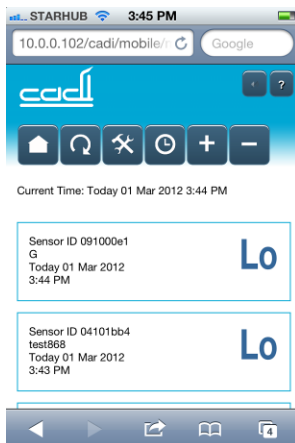 STARHUB 3:45 PM
10.0.0.102/cadi/mobile/ Google
cadi
?
Current Time: Today 01 Mar 2012 3:44 PM
Sensor ID 091000e1
G
Today 01 Mar 2012
3:44 PM
Lo
Sensor ID 04101bb4
test868
Today 01 Mar 2012
3:43 PM
Lo
4